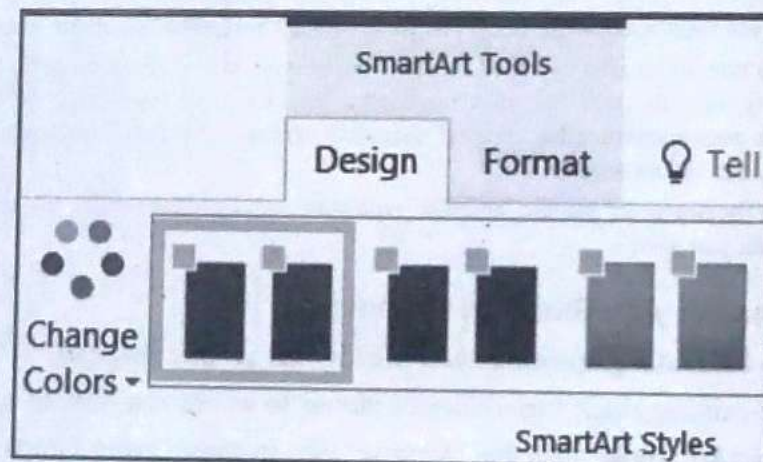 SmartArt Tools
Design Format Tell
Change
Colors
SmartArt Styles